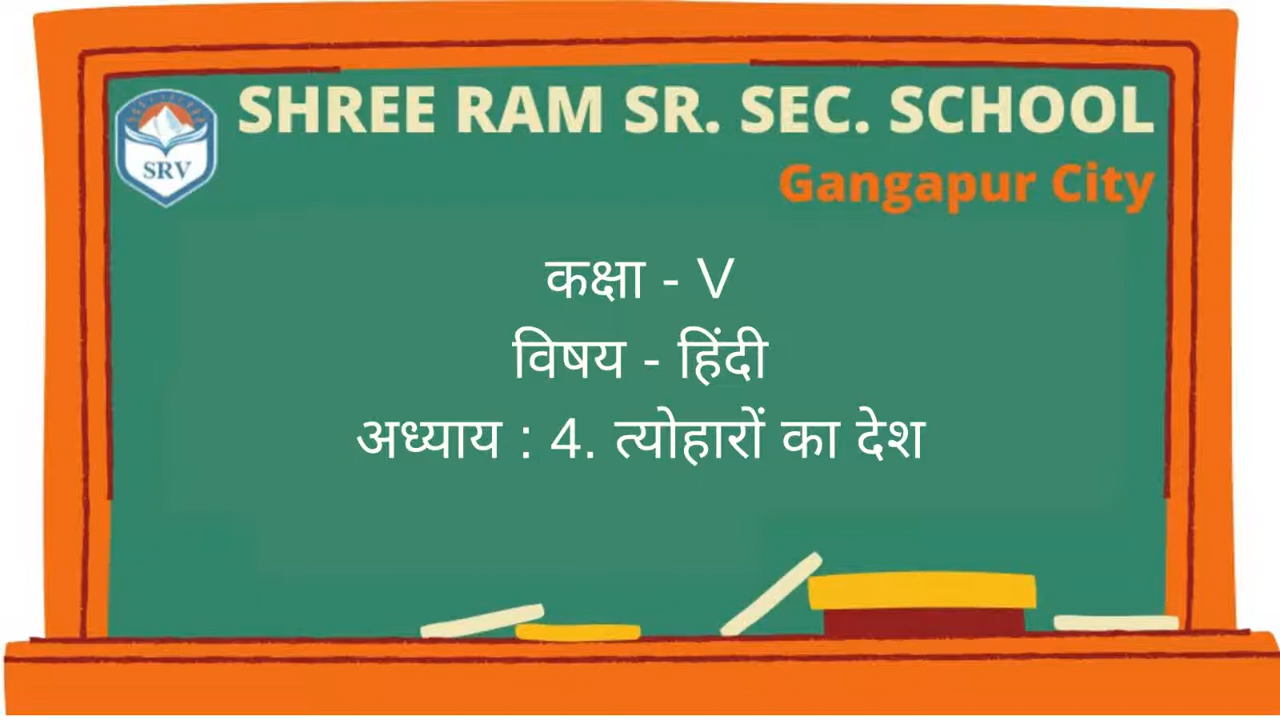 SHREE RAM SR. SEC. SCHOOL
SRV
Gangapur City
कक्षा - V
विषय - हिंदी
अध्याय : 4. त्योहारों का देश